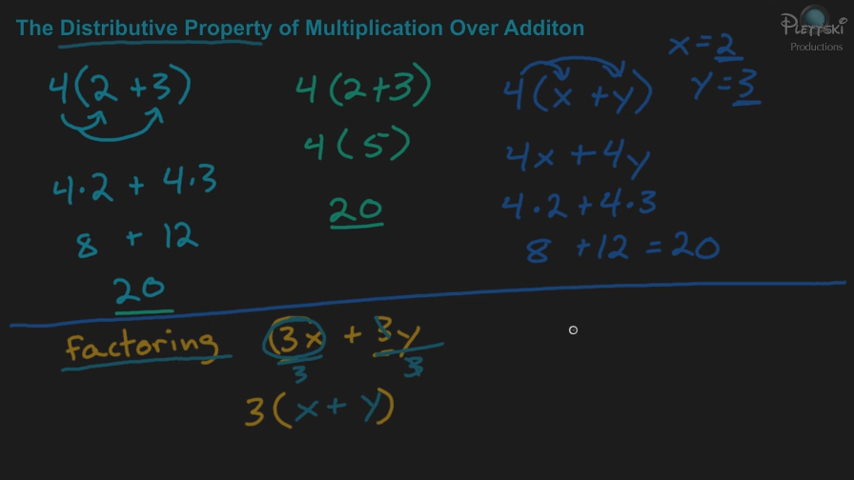 The Distributive Property of Multiplication Over Additon
Plettski
Productions
4(2 + 3)
4·2 + 4·3
8 + 12
20
4(2+3)
4(5)
20
4(x + y)
x = 2
y = 3
4x + 4y
4·2 + 4·3
8 + 12 = 20
factoring
(3x + 3y
3 3
3(x + y)